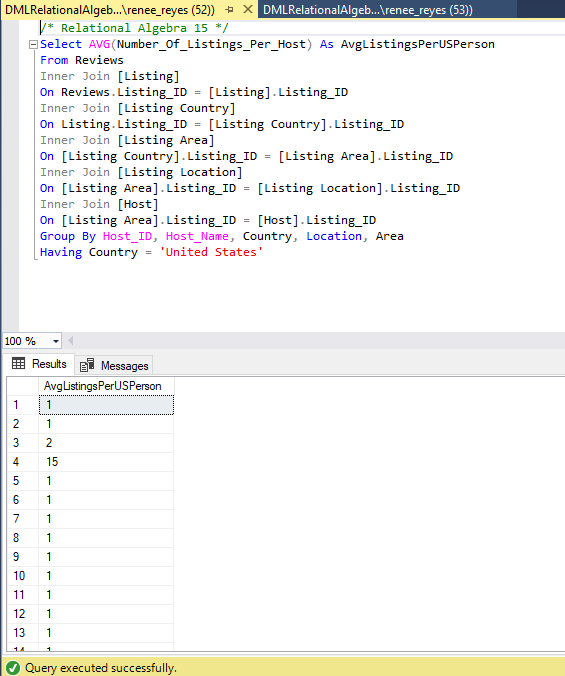 DMLRelationalAlgeb...\renee_reyes (52)) DMLRelationalAlgeb...\renee_reyes (53))
/* Relational Algebra 15 */
Select AVG(Number_Of_Listings_Per_Host) As AvgListingsPerUSPerson
From Reviews
Inner Join [Listing]
On Reviews.Listing_ID = [Listing].Listing_ID
Inner Join [Listing Country]
On Listing.Listing_ID = [Listing Country].Listing_ID
Inner Join [Listing Area]
On [Listing Country].Listing_ID = [Listing Area].Listing_ID
Inner Join [Listing Location]
On [Listing Area].Listing_ID = [Listing Location].Listing_ID
Inner Join [Host]
On [Listing Area].Listing_ID = [Host].Listing_ID
Group By Host_ID, Host_Name, Country, Location, Area
Having Country = 'United States'
100 %
Results Messages
AvgListingsPerUSPerson
1 1
2 1
3 2
4 15
5 1
6 1
7 1
8 1
9 1
10 1
11 1
12 1
13 1
14 1
Query executed successfully.